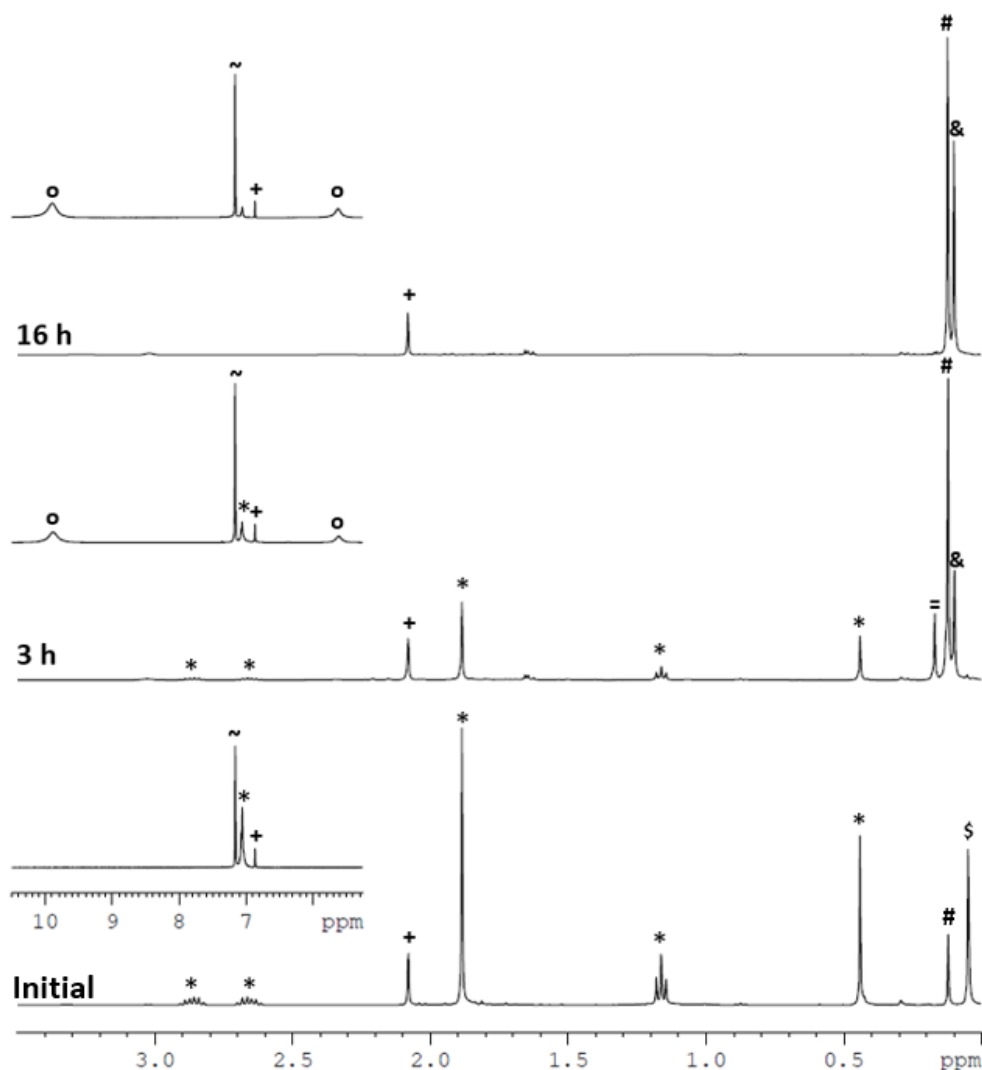 #
~ &
o + o
+
16 h
~ #
* +
o o &
* =
+ * *
3 h * *
*
~
* * $
+
10 9 8 7 ppm
+ * #
Initial * *
3.0 2.5 2.0 1.5 1.0 0.5 ppm